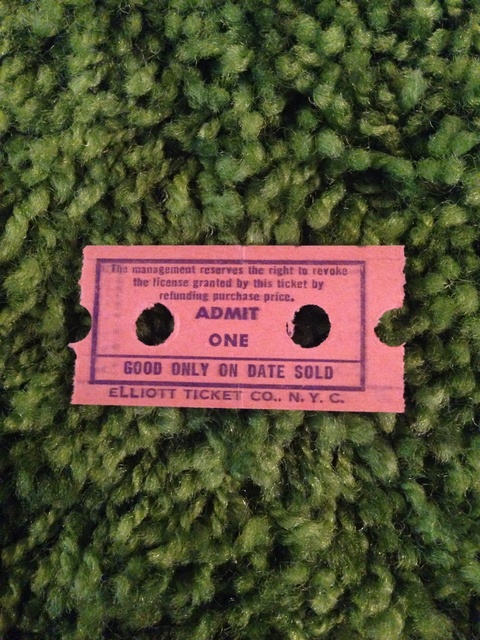 The management reserves the right to revoke
the license granted by this ticket by
refunding purchase price.
ADMIT
ONE
GOOD ONLY ON DATE SOLD
ELLIOTT TICKET CO., N. Y. C.